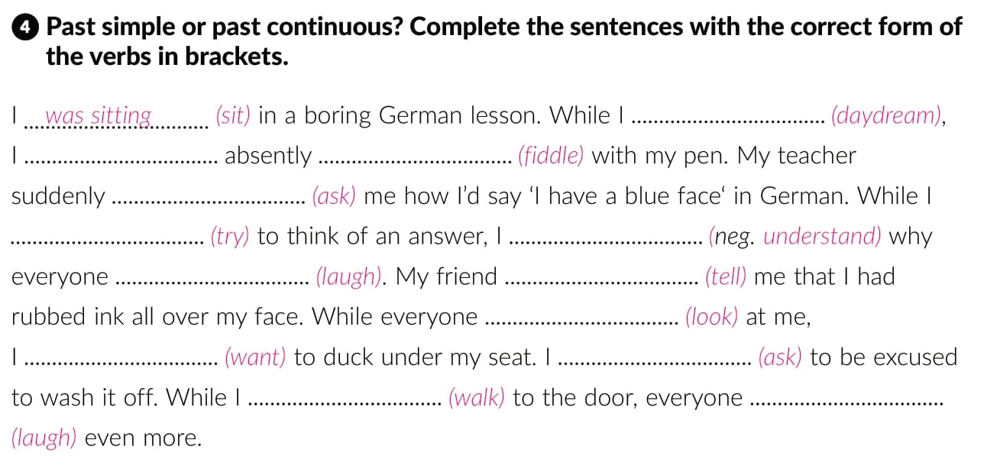 4 Past simple or past continuous? Complete the sentences with the correct form of
the verbs in brackets.
I ....was sitting.......... (sit) in a boring German lesson. While I ................................... (daydream),
I ................................... absently ................................... (fiddle) with my pen. My teacher
suddenly ................................... (ask) me how I’d say ‘I have a blue face‘ in German. While I
................................... (try) to think of an answer, I ................................... (neg. understand) why
everyone ................................... (laugh). My friend ................................... (tell) me that I had
rubbed ink all over my face. While everyone ................................... (look) at me,
I ................................... (want) to duck under my seat. I ................................... (ask) to be excused
to wash it off. While I ................................... (walk) to the door, everyone ...................................
(laugh) even more.